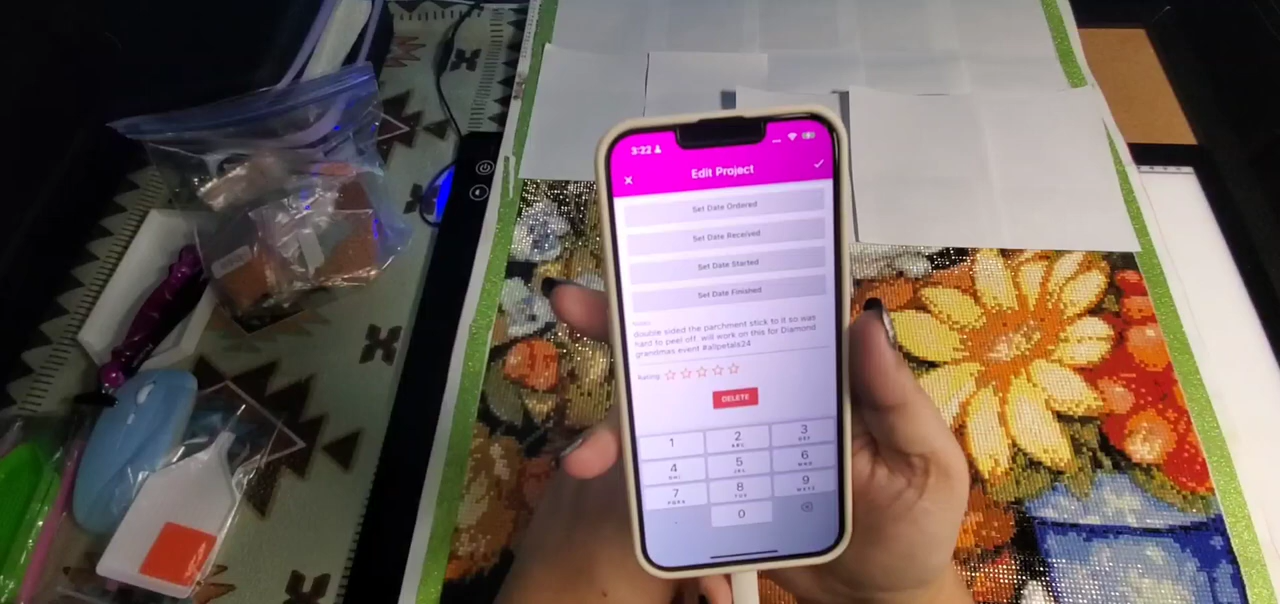 3:22
Edit Project
Set Date Ordered
Set Date Received
Set Date Started
Set Date Finished
Notes
double sided the parchment stick to it so was
hard to peel off. will work on this for Diamond
grandmas event #allpetals24
Rating
DELETE
1 2 ABC 3 DEF
4 GHI 5 JKL 6 MNO
7 PQRS 8 TUV 9 WXYZ
0